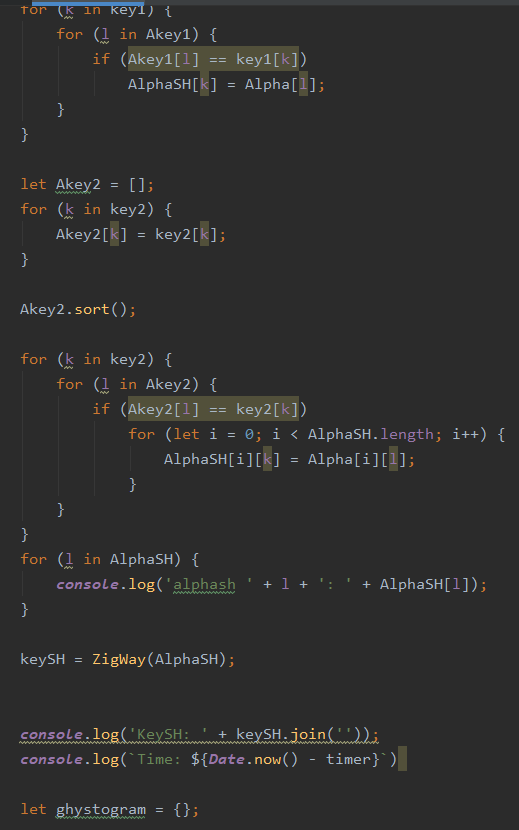 for (k in key1) {
for (l in Akey1) {
if (Akey1[l] == key1[k])
AlphaSH[k] = Alpha[l];
}
}
let Akey2 = [];
for (k in key2) {
Akey2[k] = key2[k];
}
Akey2.sort();
for (k in key2) {
for (l in Akey2) {
if (Akey2[l] == key2[k])
for (let i = 0; i < AlphaSH.length; i++) {
AlphaSH[i][k] = Alpha[i][l];
}
}
}
for (l in AlphaSH) {
console.log('alphash ' + l + ': ' + AlphaSH[l]);
}
keySH = ZigWay(AlphaSH);
console.log('KeySH: ' + keySH.join(''));
console.log(`Time: ${Date.now() - timer}`)
let ghystogram = {};